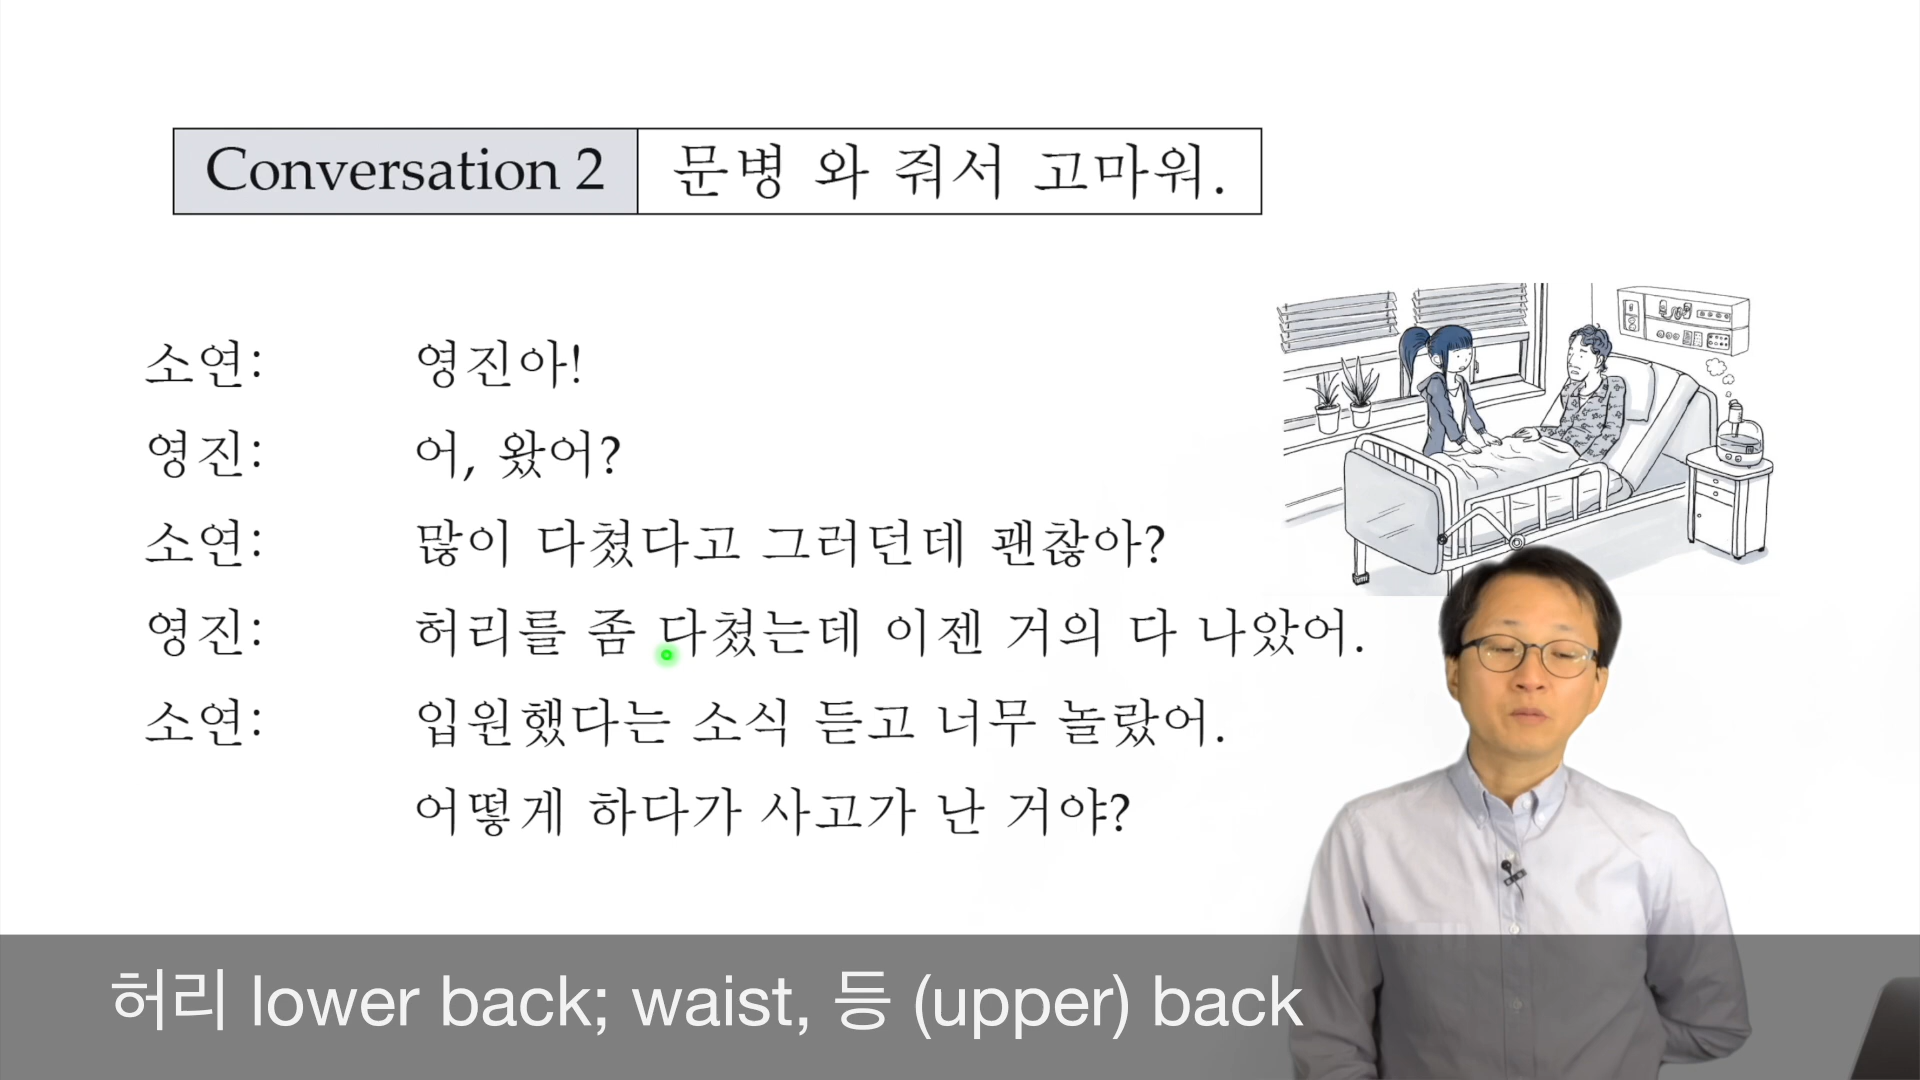 Conversation 2 문병 와 줘서 고마워.
소연: 영진아!
영진: 어, 왔어?
소연: 많이 다쳤다고 그러던데 괜찮아?
영진: 허리를 좀 다쳤는데 이젠 거의 다 나았어.
소연: 입원했다는 소식 듣고 너무 놀랐어.
어떻게 하다가 사고가 난 거야?
허리 lower back; waist, 등 (upper) back